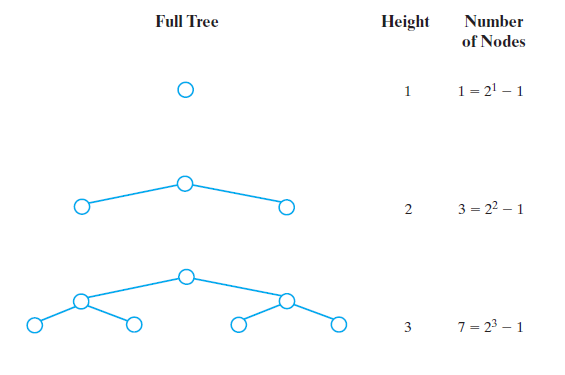 Full Tree Height Number
of Nodes
1 1 = 2¹ – 1
2 3 = 2² – 1
3 7 = 2³ – 1